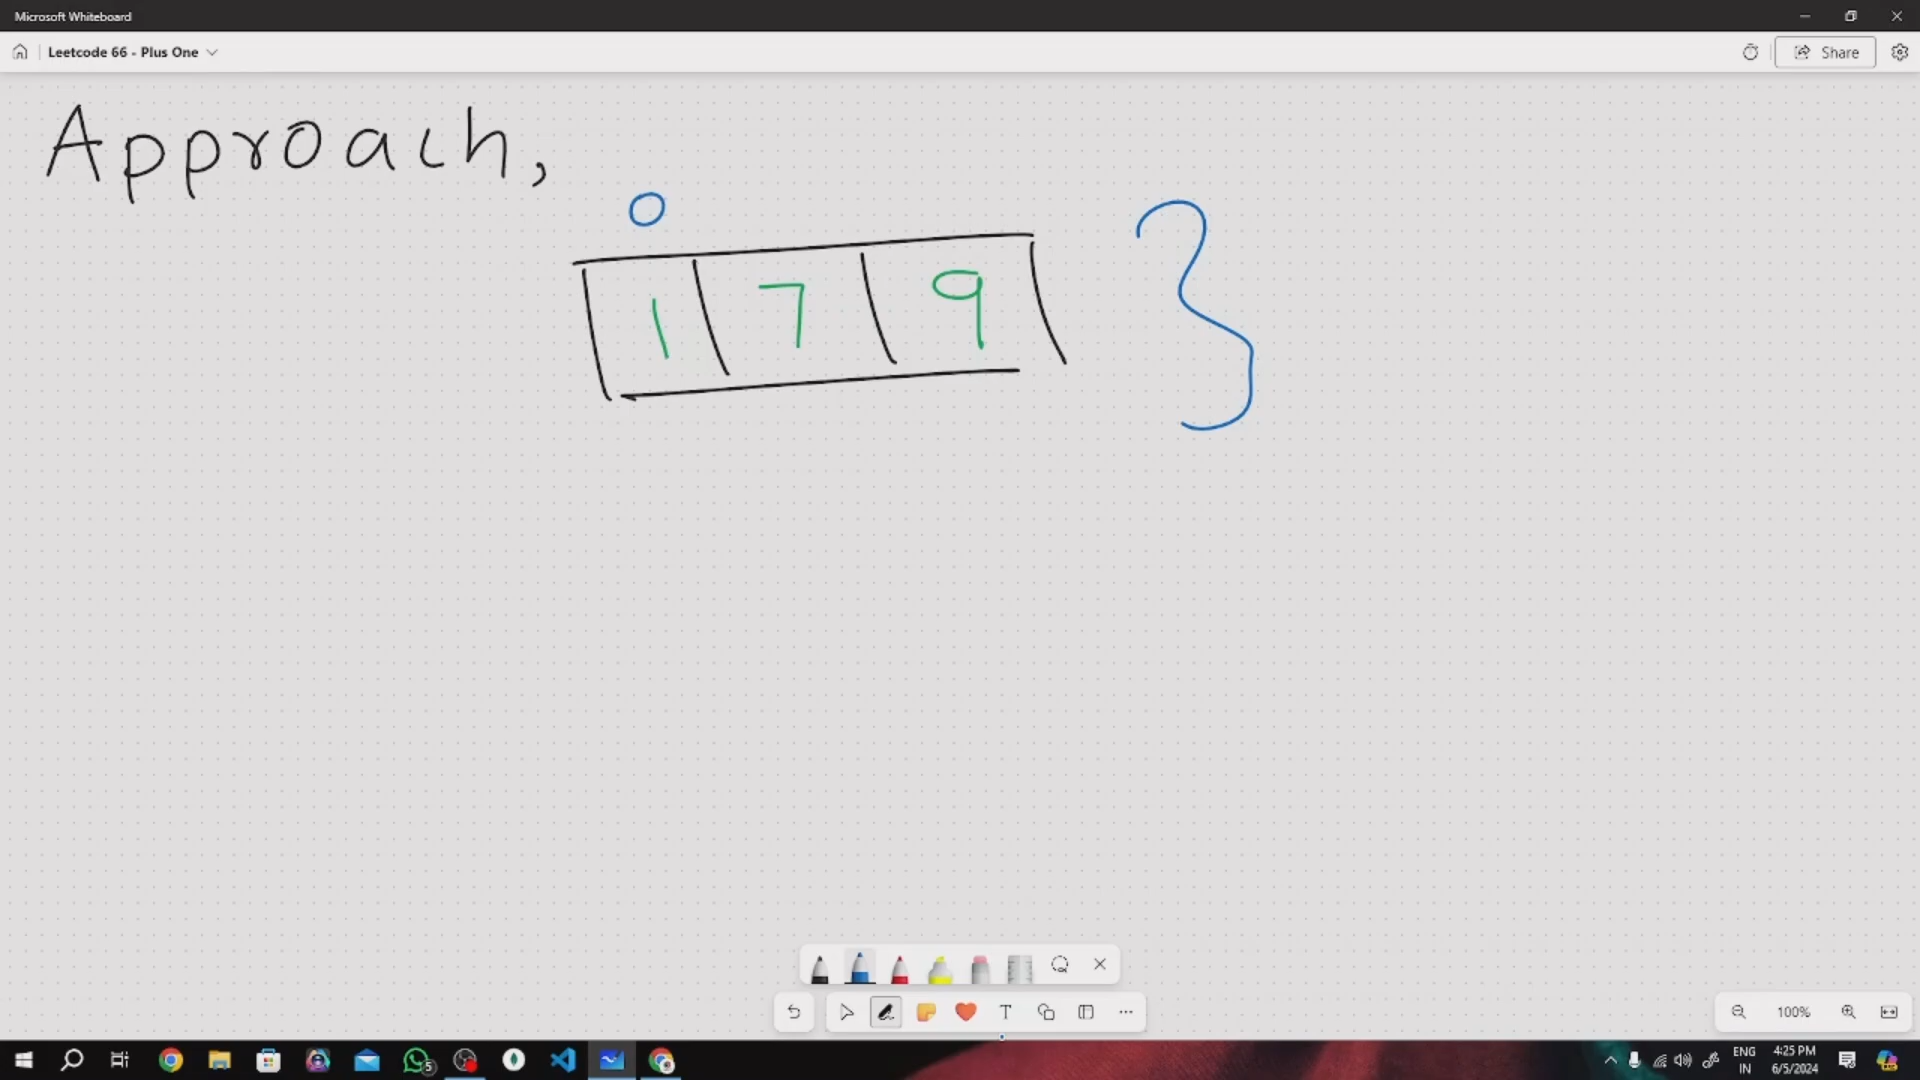 Microsoft Whiteboard
Leetcode 66 - Plus One
Share
Approach,
0
1 7 9
}
T
100%
5
ENG
IN
4:25 PM
6/5/2024